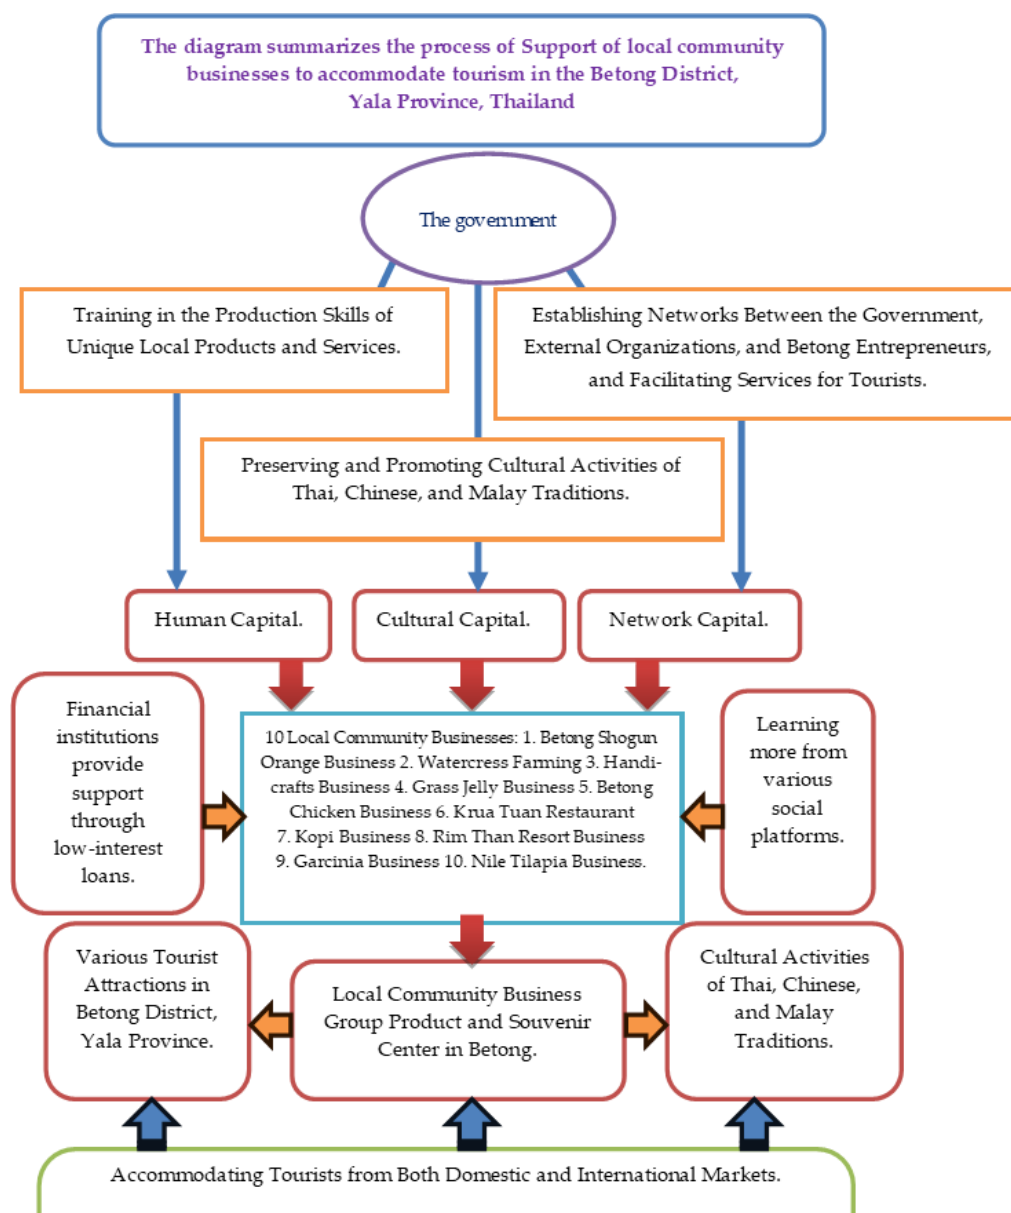 The diagram summarizes the process of Support of local community
businesses to accommodate tourism in the Betong District,
Yala Province, Thailand
The government
Training in the Production Skills of
Unique Local Products and Services.
Establishing Networks Between the Government,
External Organizations, and Betong Entrepreneurs,
and Facilitating Services for Tourists.
Preserving and Promoting Cultural Activities of
Thai, Chinese, and Malay Traditions.
Human Capital.
Cultural Capital.
Network Capital.
Financial
institutions
provide
support
through
low-interest
loans.
10 Local Community Businesses: 1. Betong Shogun
Orange Business 2. Watercress Farming 3. Handi-
crafts Business 4. Grass Jelly Business 5. Betong
Chicken Business 6. Krua Tuan Restaurant
7. Kopi Business 8. Rim Than Resort Business
9. Garcinia Business 10. Nile Tilapia Business.
Learning
more from
various
social
platforms.
Various Tourist
Attractions in
Betong District,
Yala Province.
Local Community Business
Group Product and Souvenir
Center in Betong.
Cultural Activities
of Thai, Chinese,
and Malay
Traditions.
Accommodating Tourists from Both Domestic and International Markets.